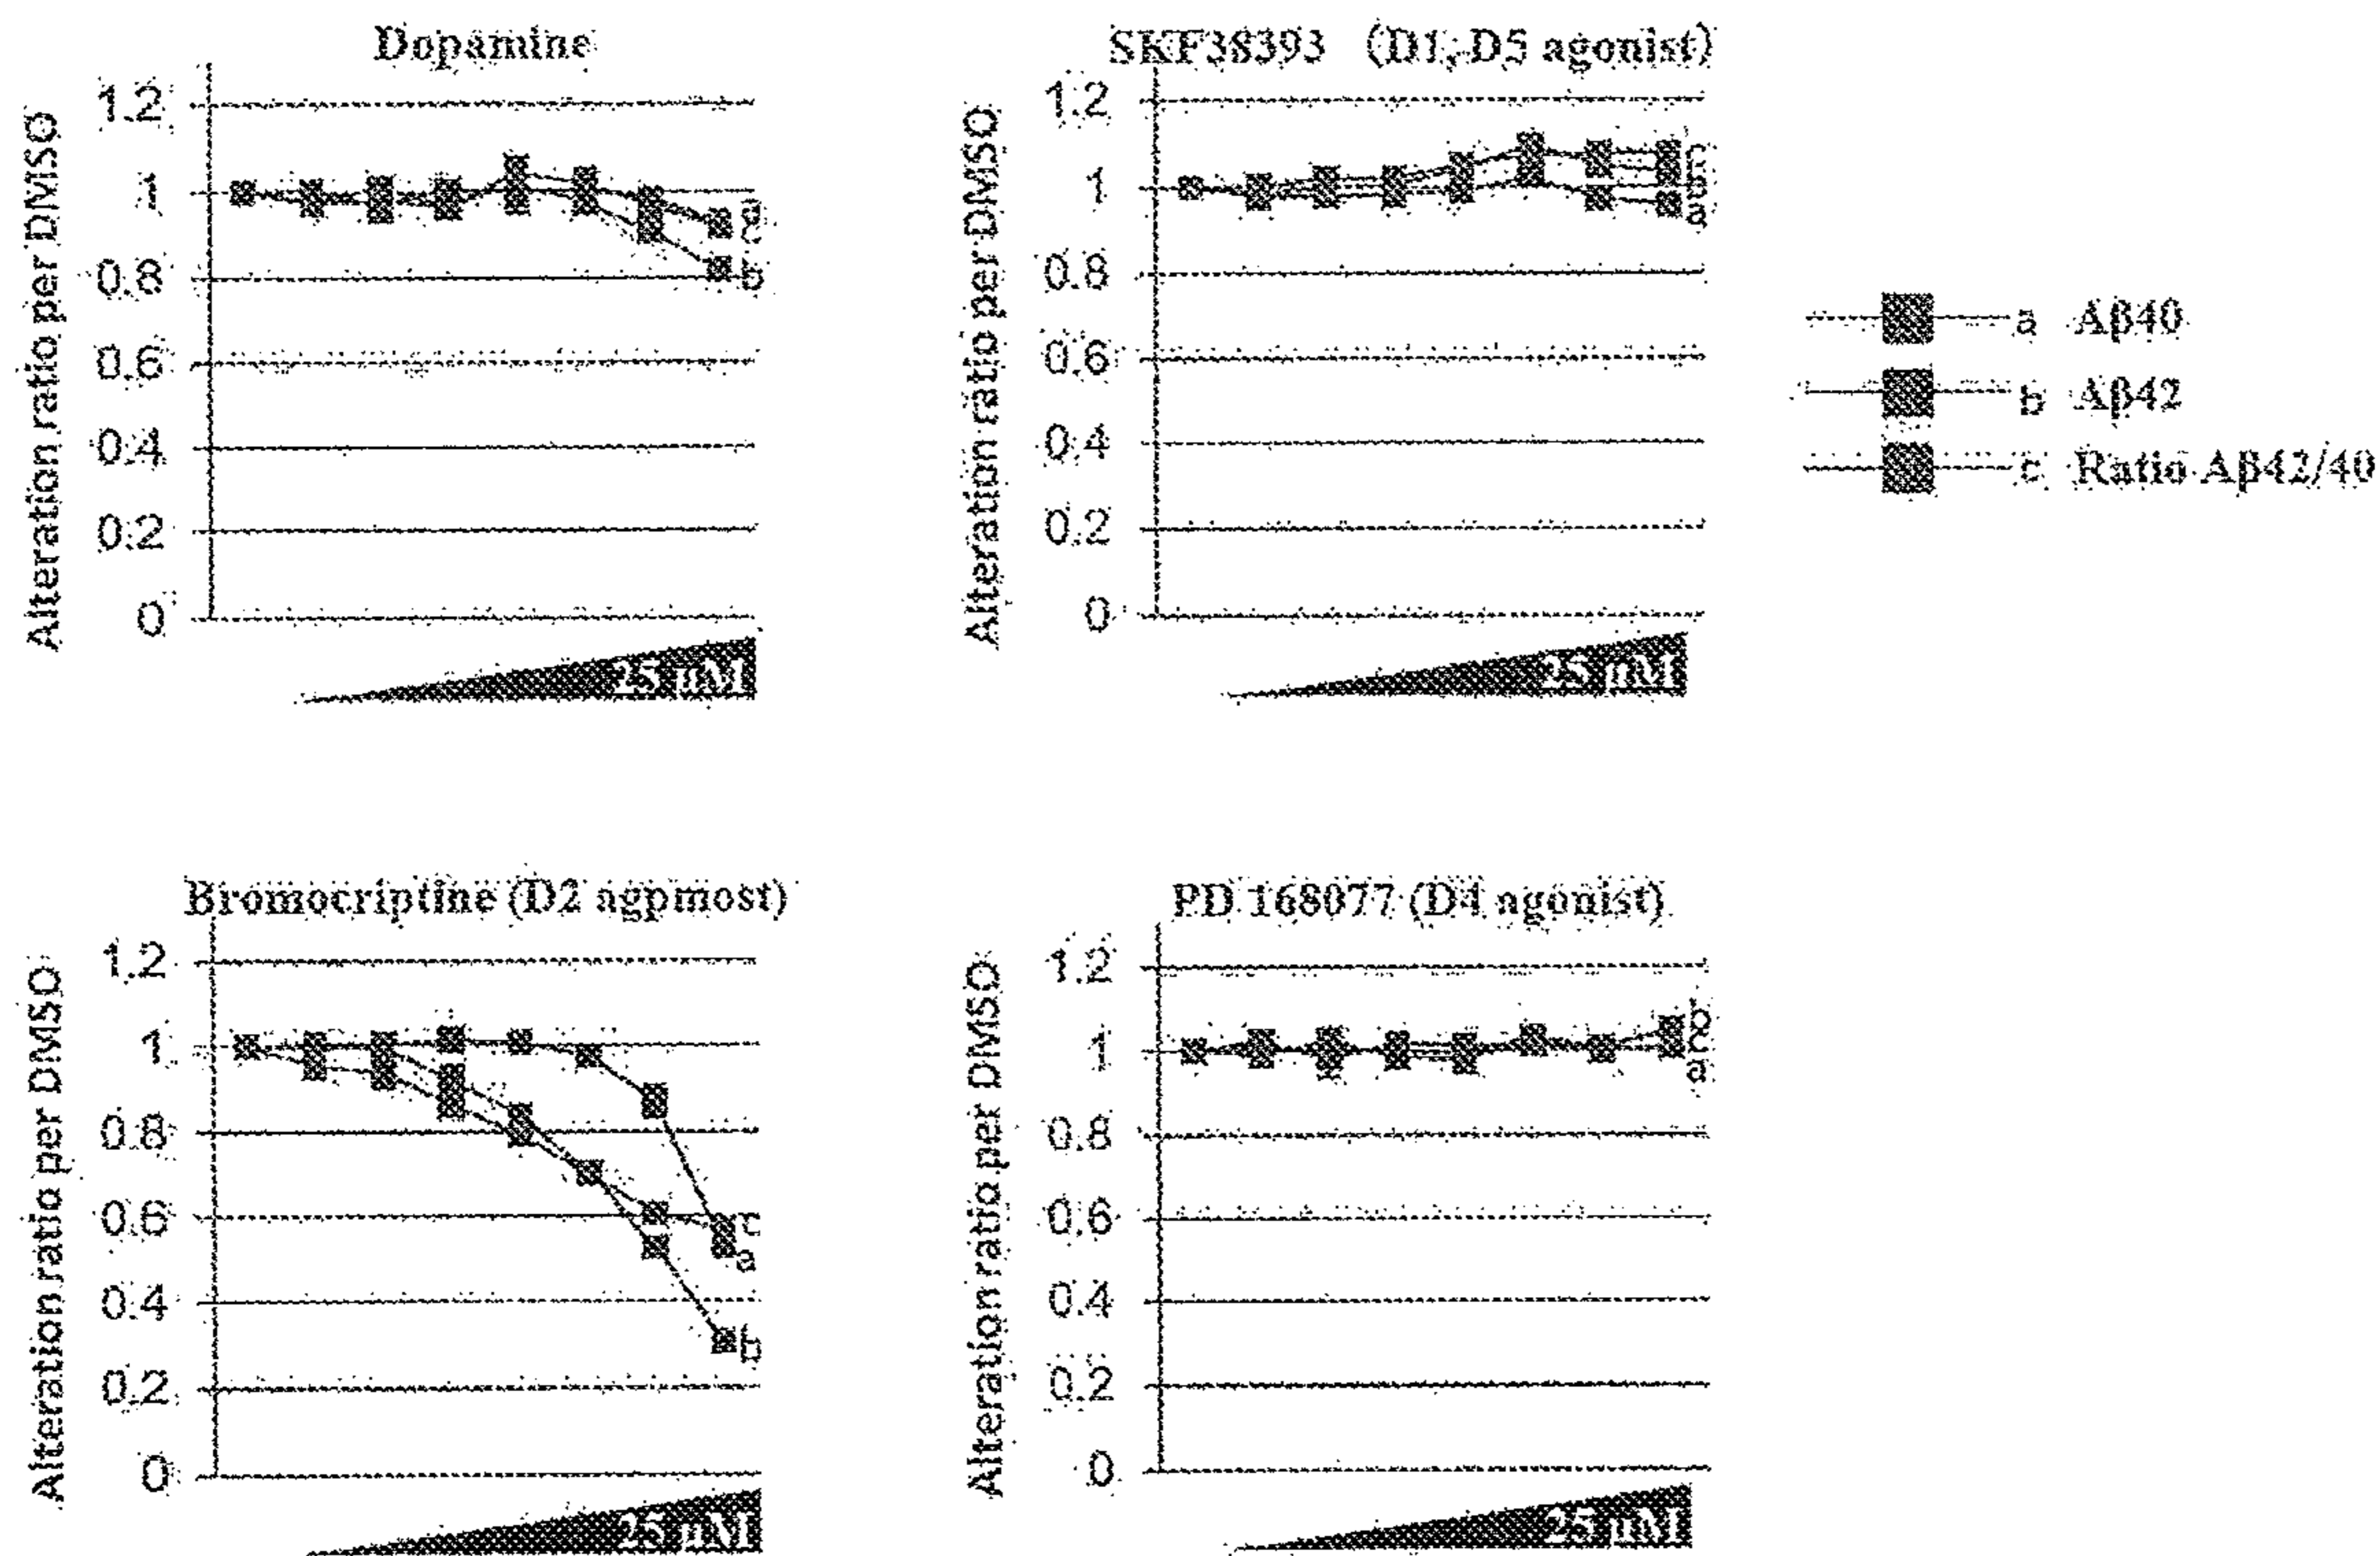 Dopamine
Alteration ratio per DMSO
1.2
1
0.8
0.6
0.4
0.2
0
a
c
b
25 µM
SKF38393 (D1, D5 agonist)
Alteration ratio per DMSO
1.2
1
0.8
0.6
0.4
0.2
0
a
25 µM
a Aβ40
b Aβ42
c Ratio Aβ42/40
Bromocriptine (D2 agpmost)
Alteration ratio per DMSO
1.2
1
0.8
0.6
0.4
0.2
0
c
a
b
25 µM
PD 168077 (D4 agonist)
Alteration ratio per DMSO
1.2
1
0.8
0.6
0.4
0.2
0
b
c
a
25 µM